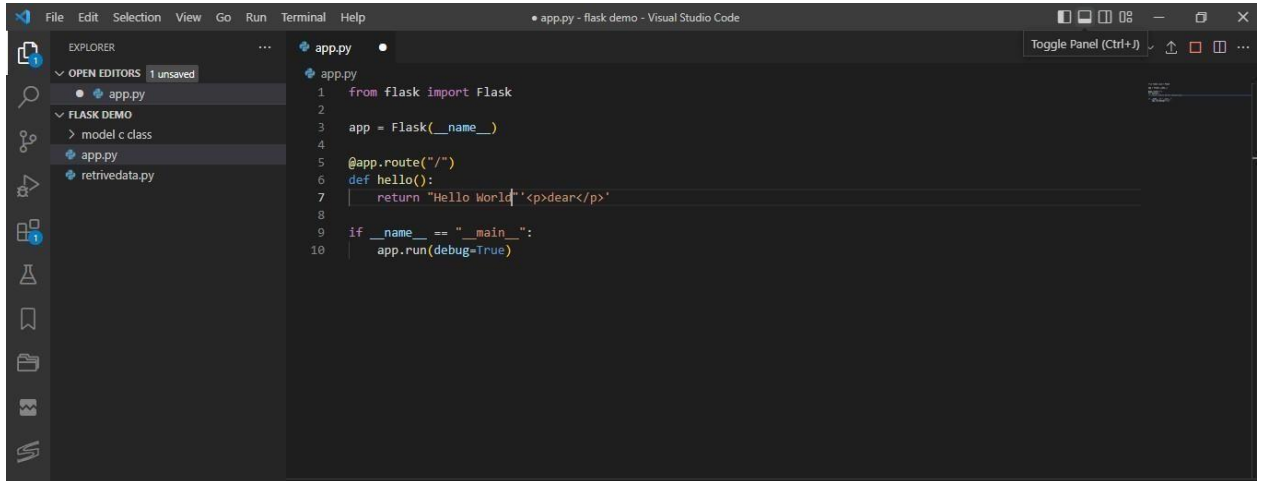 File Edit Selection View Go Run Terminal Help
● app.py - flask demo - Visual Studio Code
EXPLORER
app.py
Toggle Panel (Ctrl+J)
OPEN EDITORS 1 unsaved
app.py
FLASK DEMO
model c class
app.py
retrivedata.py
app.py
1 from flask import Flask
2
3 app = Flask(__name__)
4
5 @app.route("/")
6 def hello():
7 return "Hello World"'<p>dear</p>'
8
9 if __name__ == "__main__":
10 app.run(debug=True)
1
1